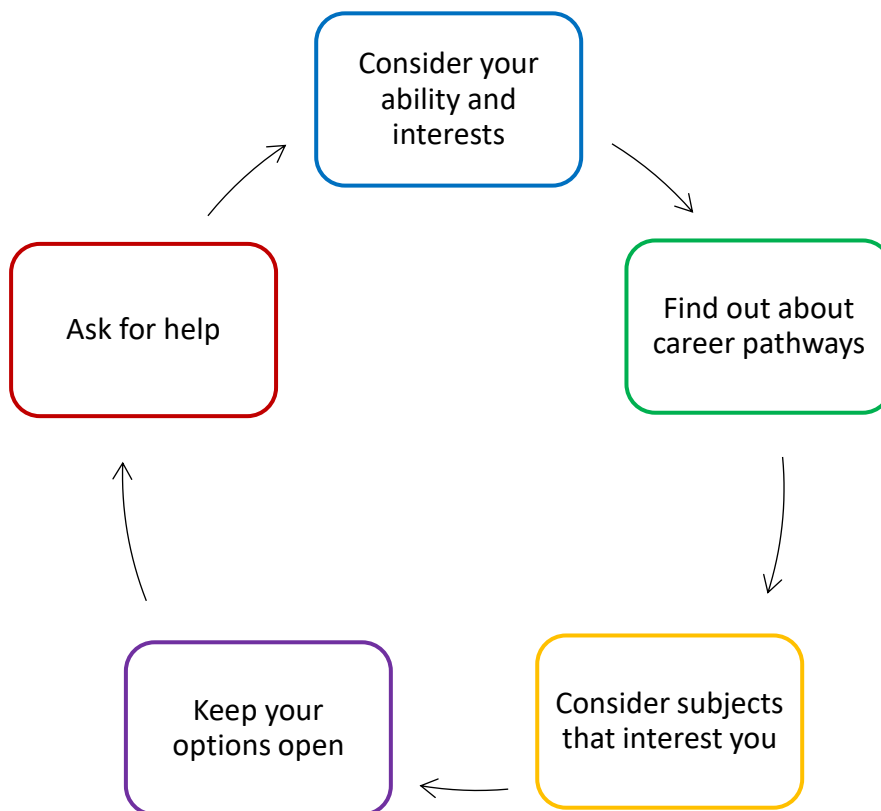 Consider your
ability and
interests
Find out about
career pathways
Consider subjects
that interest you
Keep your
options open
Ask for help